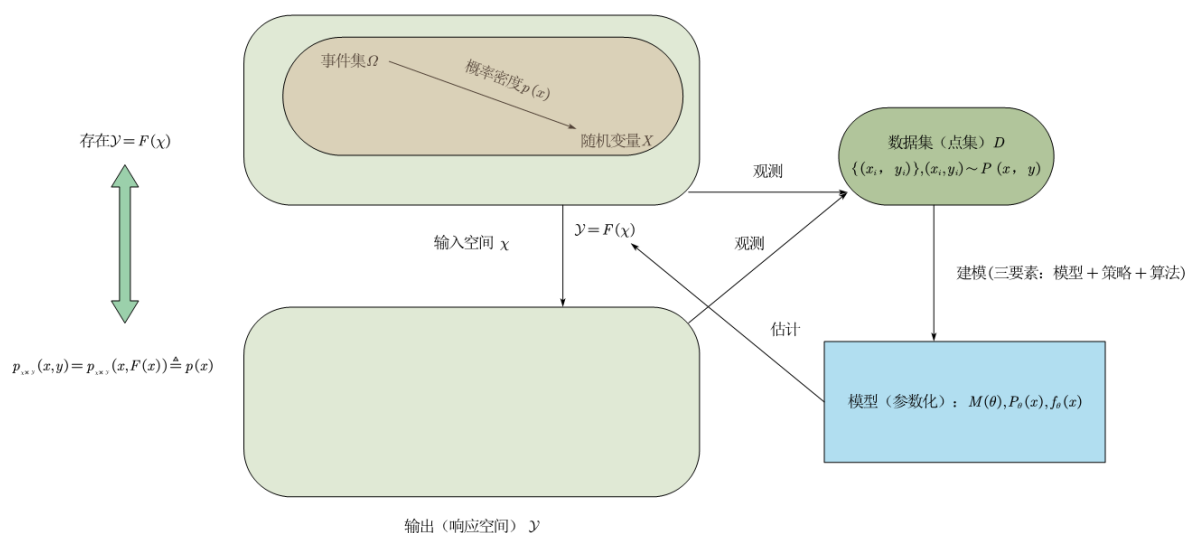 事件集Ω
概率密度p(x)
随机变量X
存在𝒴=F(χ)
数据集（点集）D
{(xᵢ，yᵢ)},(xᵢ,yᵢ)~P(x，y)
观测
𝒴=F(χ)
输入空间 χ
观测
建模(三要素：模型+策略+算法)
估计
p_{x×y}(x,y)=p_{x×y}(x,F(x))≜p(x)
模型（参数化）：M(θ),P_θ(x),f_θ(x)
输出（响应空间）𝒴